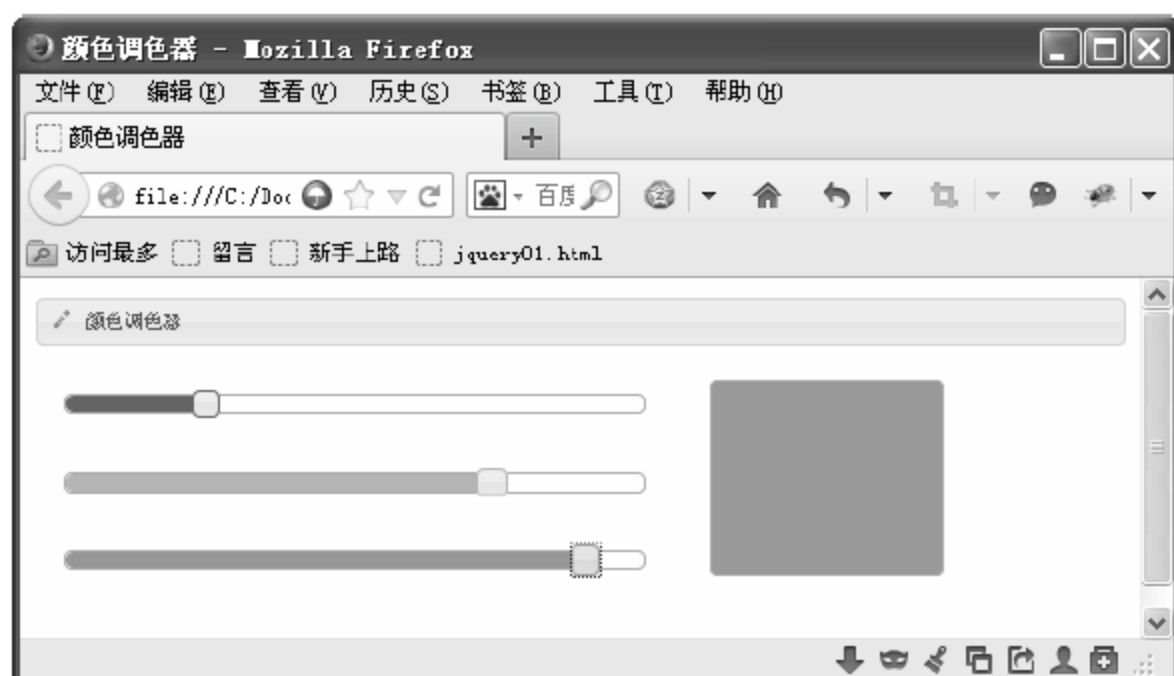 颜色调色器 - Mozilla Firefox
文件(F) 编辑(E) 查看(V) 历史(S) 书签(B) 工具(T) 帮助(H)
颜色调色器
file:///C:/Doc 百度
访问最多 留言 新手上路 jquery01.html
颜色调色器